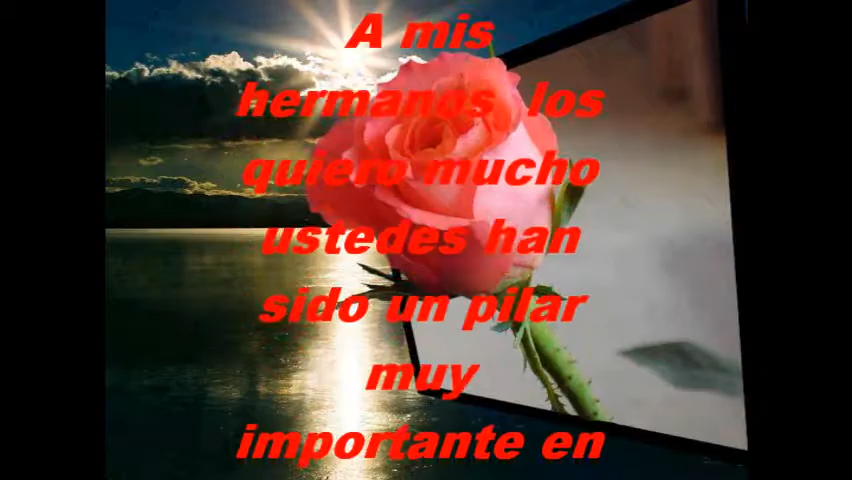 A mis
hermanos los
quiero mucho
ustedes han
sido un pilar
muy
importante en